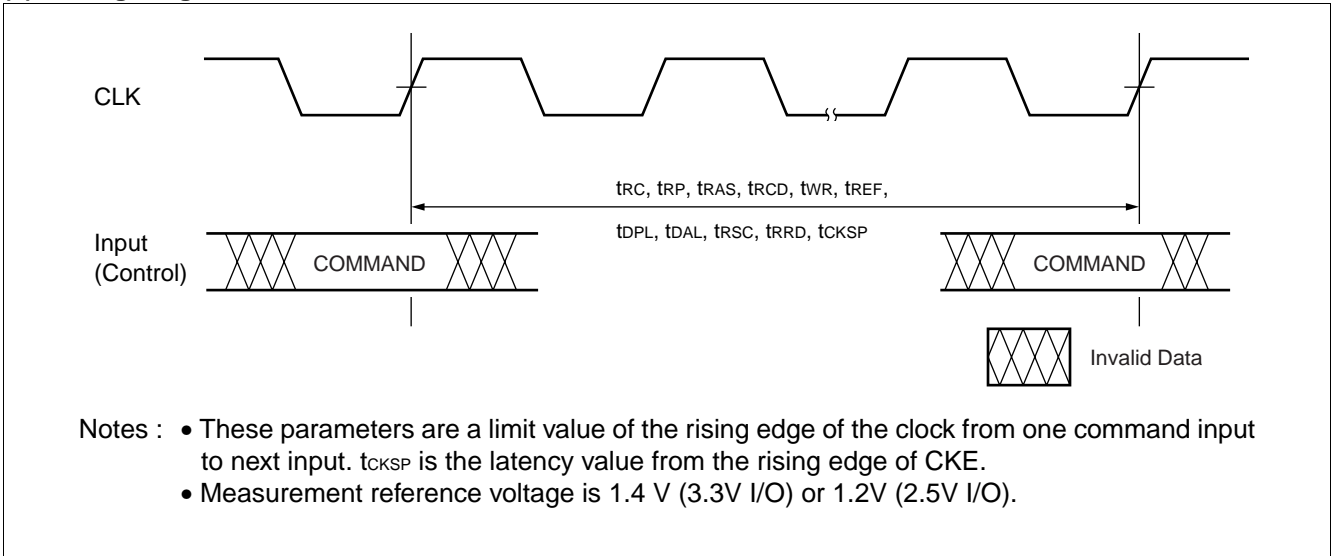 CLK
tRC, tRP, tRAS, tRCD, tWR, tREF,
tDPL, tDAL, tRSC, tRRD, tCKSP
Input
(Control)
COMMAND
COMMAND
Invalid Data
Notes : • These parameters are a limit value of the rising edge of the clock from one command input
to next input. tCKSP is the latency value from the rising edge of CKE.
• Measurement reference voltage is 1.4 V (3.3V I/O) or 1.2V (2.5V I/O).